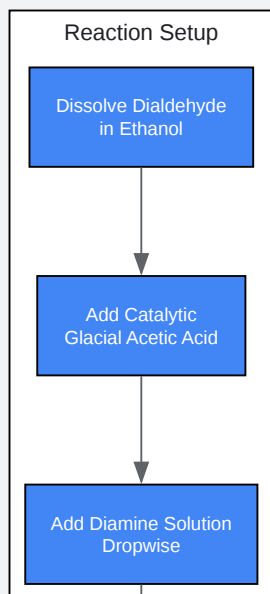 Reaction Setup
Dissolve Dialdehyde
in Ethanol
Add Catalytic
Glacial Acetic Acid
Add Diamine Solution
Dropwise